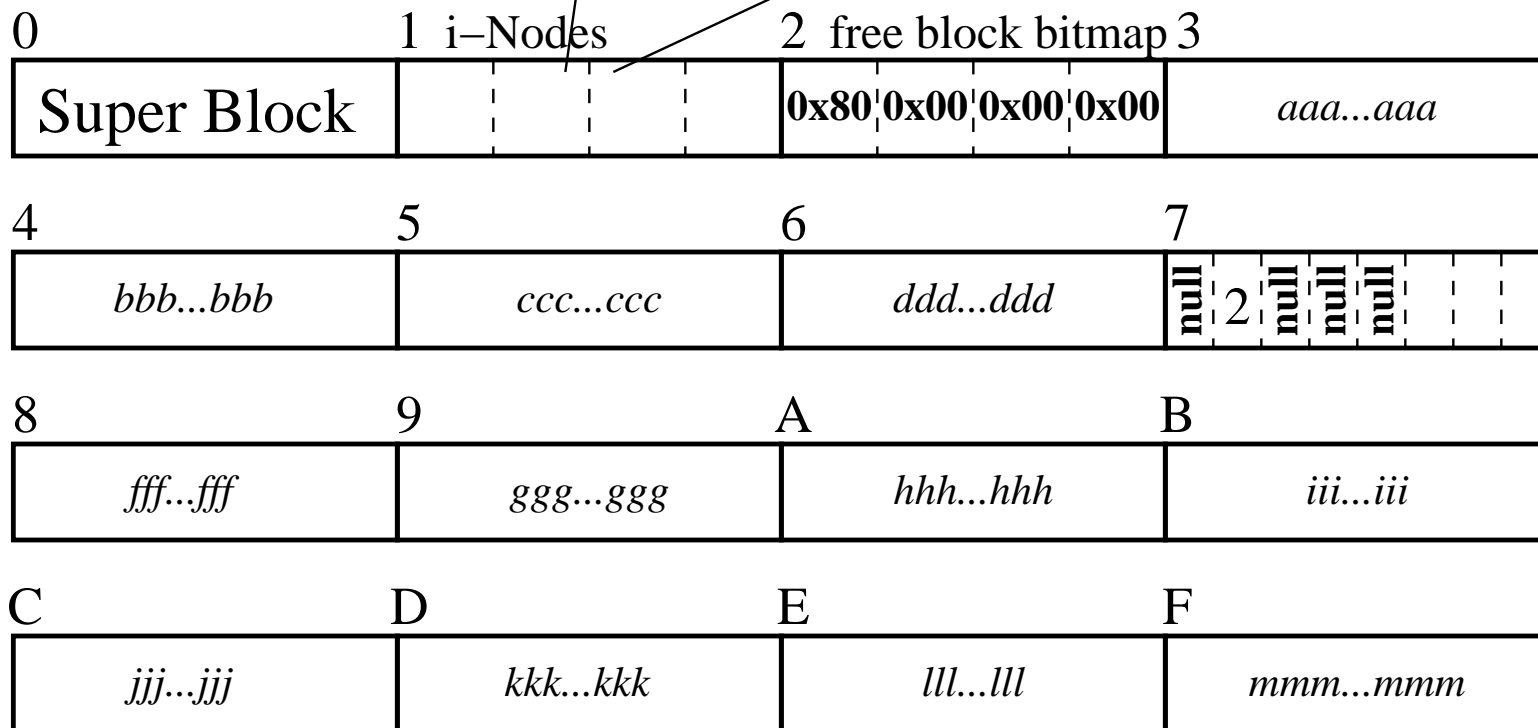 0 1 i–Nodes 2 free block bitmap 3
Super Block 0x80 0x00 0x00 0x00 aaa...aaa
4 5 6 7
bbb...bbb ccc...ccc ddd...ddd null 2 null null null
8 9 A B
fff...fff ggg...ggg hhh...hhh iii...iii
C D E F
jjj...jjj kkk...kkk lll...lll mmm...mmm